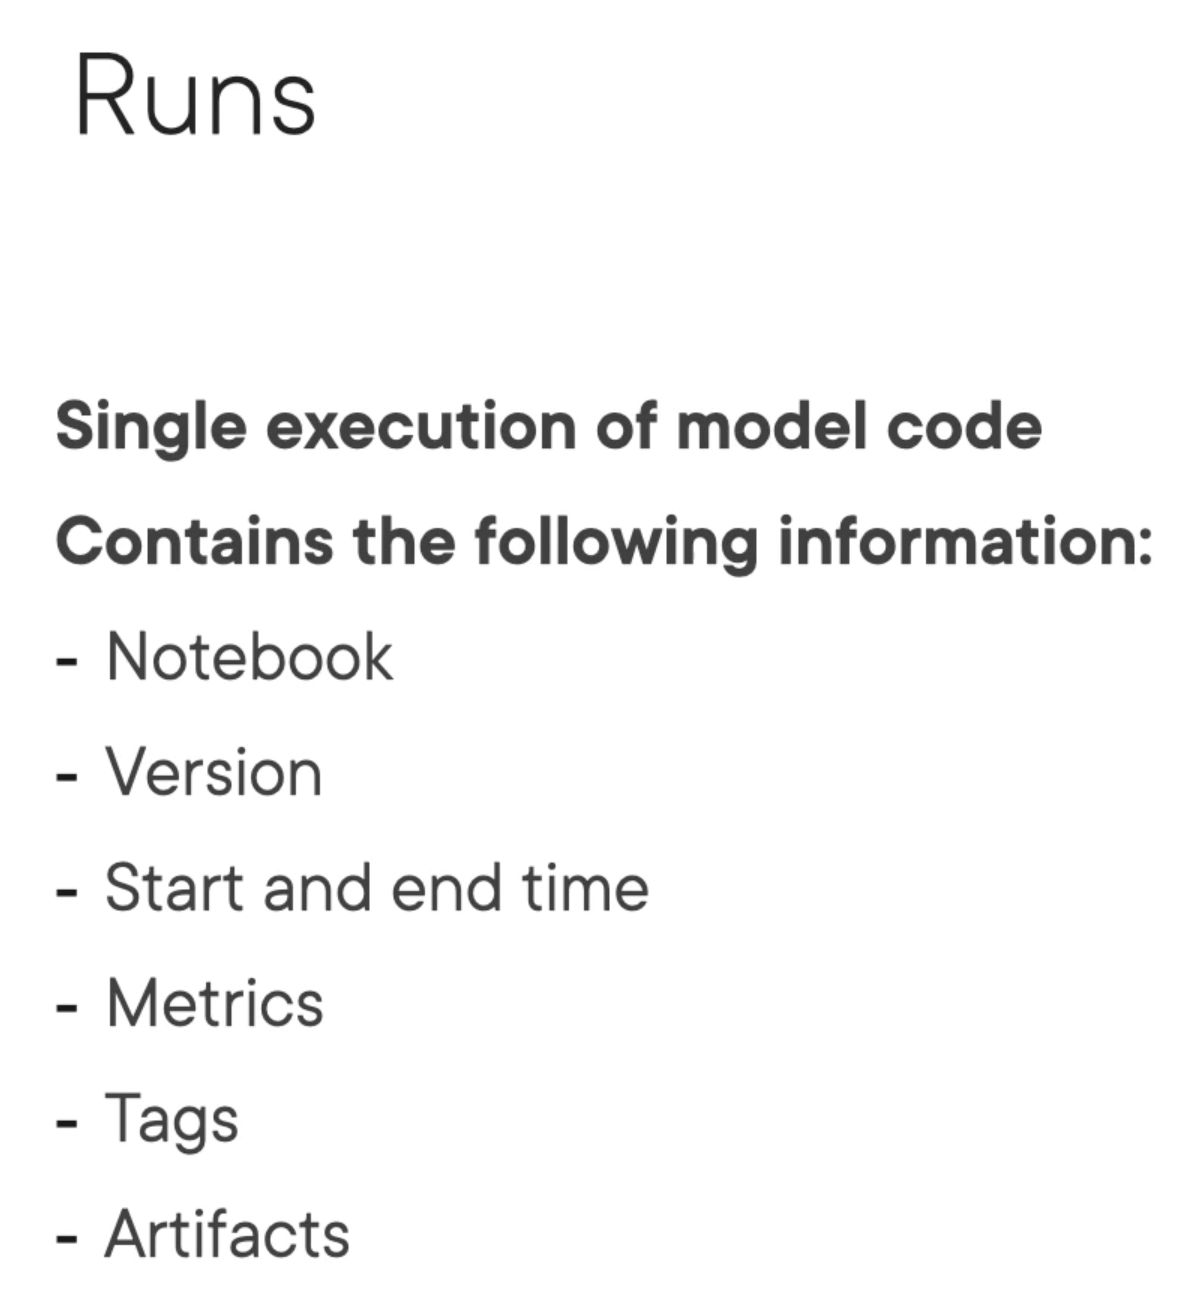 Runs
Single execution of model code
Contains the following information:
- Notebook
- Version
- Start and end time
- Metrics
- Tags
- Artifacts